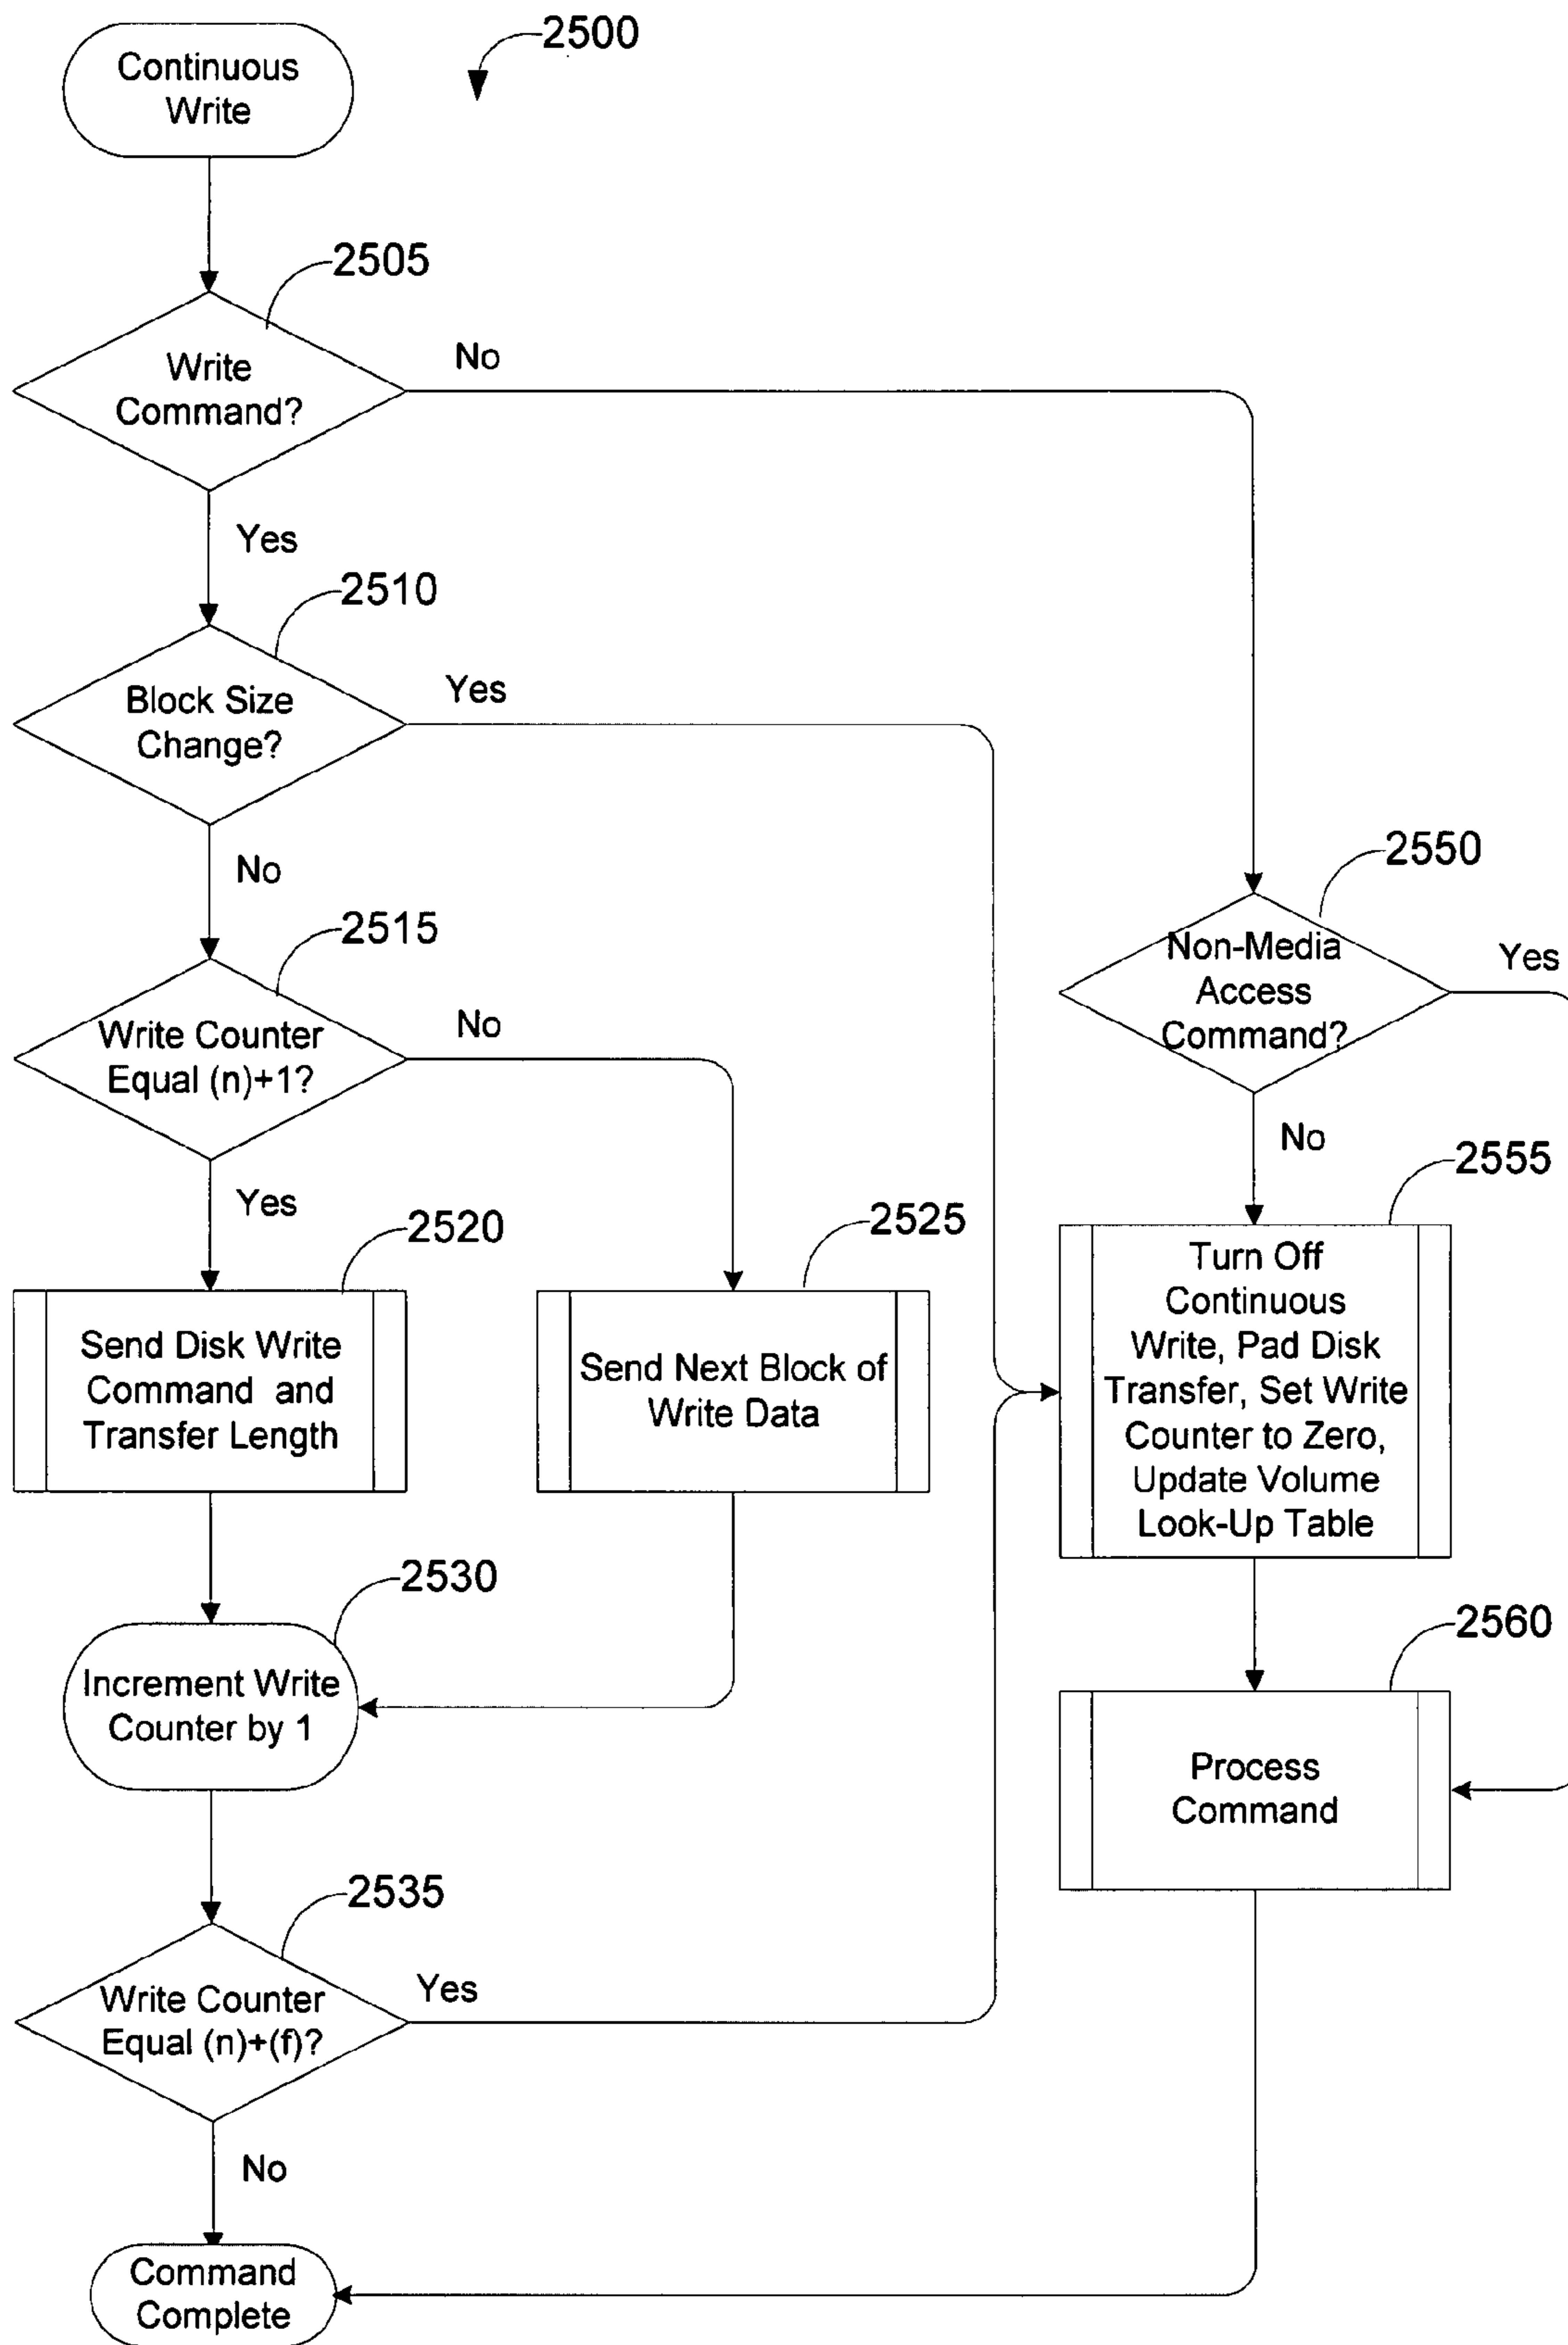 2500
Continuous
Write
2505
Write
Command?
No
Yes
2510
Block Size
Change?
Yes
No
2515
Write Counter
Equal (n)+1?
No
Yes
2520
Send Disk Write
Command and
Transfer Length
2525
Send Next Block of
Write Data
2530
Increment Write
Counter by 1
2535
Write Counter
Equal (n)+(f)?
Yes
No
Command
Complete
2550
Non-Media
Access
Command?
Yes
No
2555
Turn Off
Continuous
Write, Pad Disk
Transfer, Set Write
Counter to Zero,
Update Volume
Look-Up Table
2560
Process
Command